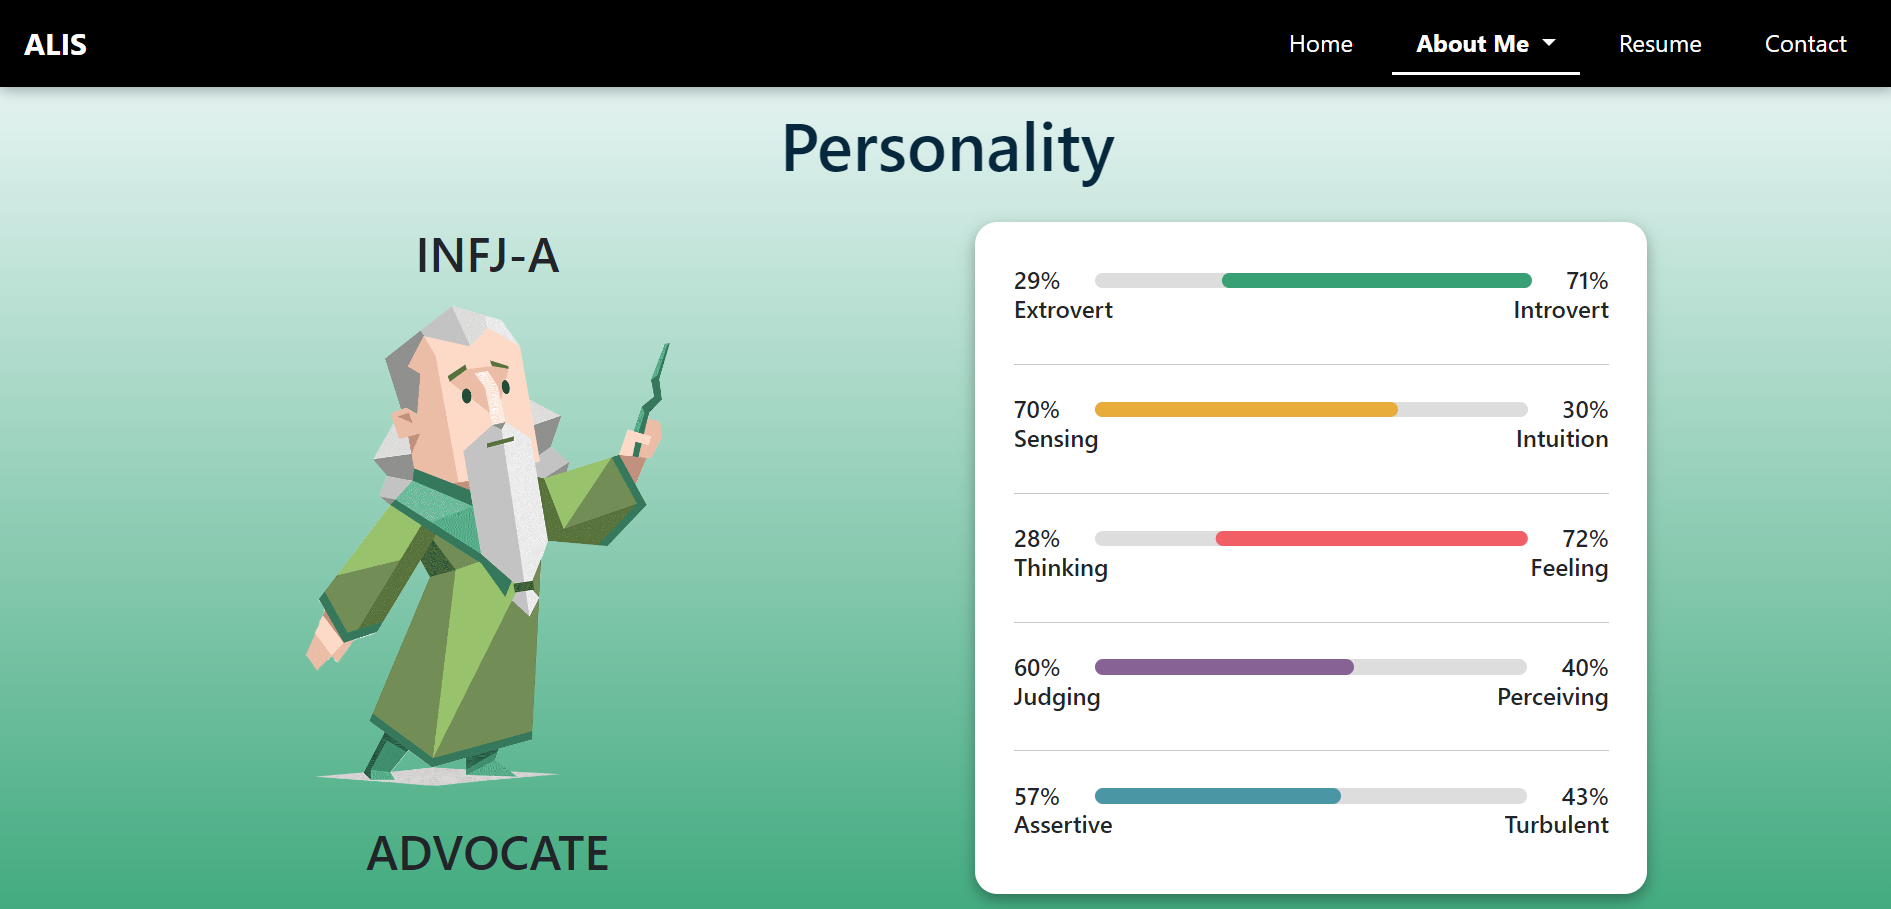 ALIS
Home
About Me
Resume
Contact
Personality
INFJ-A
ADVOCATE
29% 71%
Extrovert Introvert
70% 30%
Sensing Intuition
28% 72%
Thinking Feeling
60% 40%
Judging Perceiving
57% 43%
Assertive Turbulent